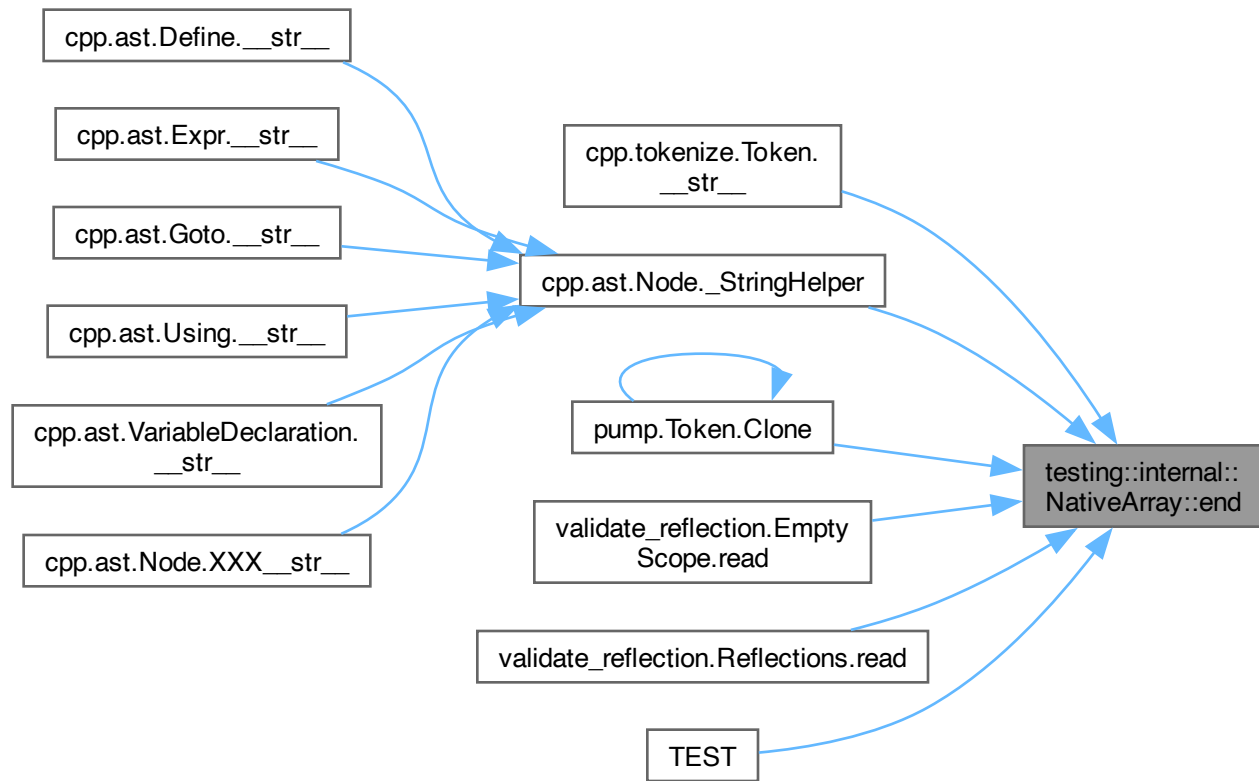 cpp.ast.Define.__str__
cpp.ast.Expr.__str__
cpp.ast.Goto.__str__
cpp.ast.Using.__str__
cpp.ast.VariableDeclaration.
__str__
cpp.ast.Node.XXX__str__
cpp.tokenize.Token.
__str__
cpp.ast.Node._StringHelper
pump.Token.Clone
validate_reflection.Empty
Scope.read
validate_reflection.Reflections.read
TEST
testing::internal::
NativeArray::end